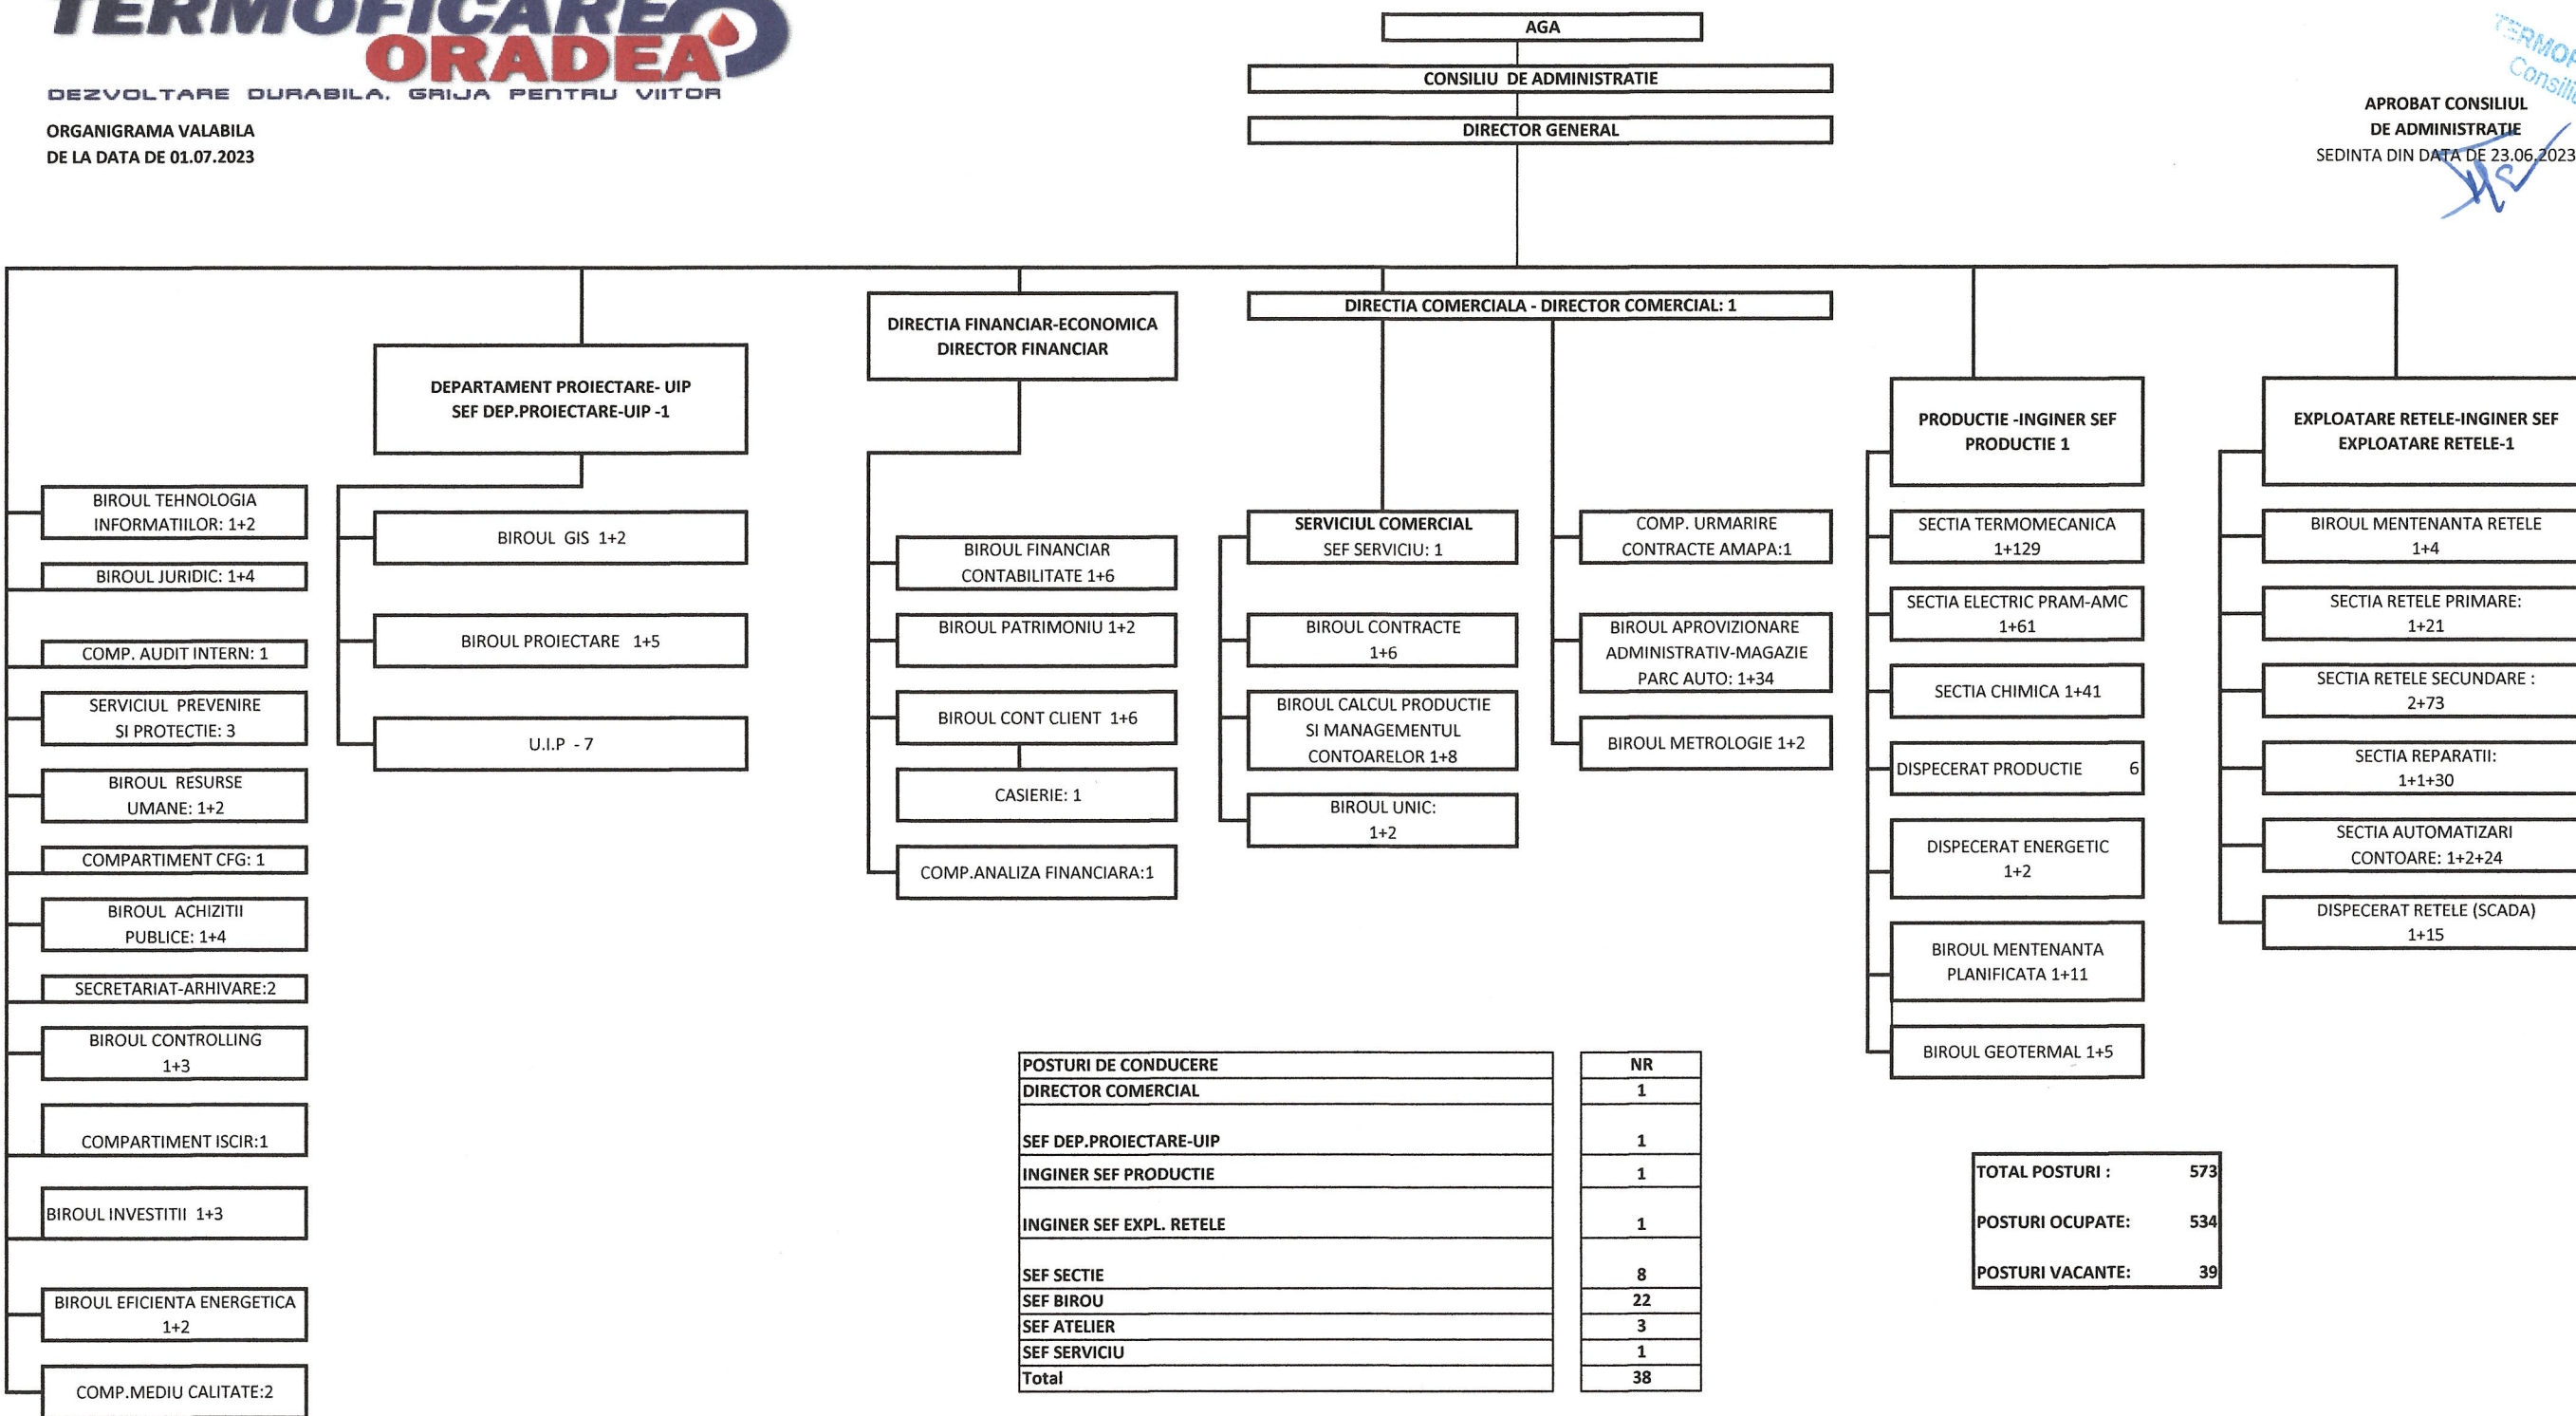 TERMOFICARE
ORADEA
DEZVOLTARE DURABILA, GRIJA PENTRU VIITOR
ORGANIGRAMA VALABILA
DE LA DATA DE 01.07.2023
AGA
CONSILIU DE ADMINISTRATIE
DIRECTOR GENERAL
APROBAT CONSILIUL
DE ADMINISTRATIE
SEDINTA DIN DATA DE 23.06.2023
DEPARTAMENT PROIECTARE- UIP
SEF DEP.PROIECTARE-UIP -1
DIRECTIA FINANCIAR-ECONOMICA
DIRECTOR FINANCIAR
DIRECTIA COMERCIALA - DIRECTOR COMERCIAL: 1
PRODUCTIE -INGINER SEF
PRODUCTIE 1
EXPLOATARE RETELE-INGINER SEF
EXPLOATARE RETELE-1
BIROUL TEHNOLOGIA
INFORMATIILOR: 1+2
BIROUL JURIDIC: 1+4
COMP. AUDIT INTERN: 1
SERVICIUL PREVENIRE
SI PROTECTIE: 3
BIROUL RESURSE
UMANE: 1+2
COMPARTIMENT CFG: 1
BIROUL ACHIZITII
PUBLICE: 1+4
SECRETARIAT-ARHIVARE:2
BIROUL CONTROLLING
1+3
COMPARTIMENT ISCIR:1
BIROUL INVESTITII 1+3
BIROUL EFICIENTA ENERGETICA
1+2
COMP.MEDIU CALITATE:2
BIROUL GIS 1+2
BIROUL PROIECTARE 1+5
U.I.P - 7
BIROUL FINANCIAR
CONTABILITATE 1+6
BIROUL PATRIMONIU 1+2
BIROUL CONT CLIENT 1+6
CASIERIE: 1
COMP.ANALIZA FINANCIARA:1
SERVICIUL COMERCIAL
SEF SERVICIU: 1
BIROUL CONTRACTE
1+6
BIROUL CALCUL PRODUCTIE
SI MANAGEMENTUL
CONTOARELOR 1+8
BIROUL UNIC:
1+2
COMP. URMARIRE
CONTRACTE AMAPA:1
BIROUL APROVIZIONARE
ADMINISTRATIV-MAGAZIE
PARC AUTO: 1+34
BIROUL METROLOGIE 1+2
SECTIA TERMOMECANICA
1+129
SECTIA ELECTRIC PRAM-AMC
1+61
SECTIA CHIMICA 1+41
DISPECERAT PRODUCTIE 6
DISPECERAT ENERGETIC
1+2
BIROUL MENTENANTA
PLANIFICATA 1+11
BIROUL GEOTERMAL 1+5
BIROUL MENTENANTA RETELE
1+4
SECTIA RETELE PRIMARE:
1+21
SECTIA RETELE SECUNDARE :
2+73
SECTIA REPARATII:
1+1+30
SECTIA AUTOMATIZARI
CONTOARE: 1+2+24
DISPECERAT RETELE (SCADA)
1+15
POSTURI DE CONDUCERE NR
DIRECTOR COMERCIAL 1
SEF DEP.PROIECTARE-UIP 1
INGINER SEF PRODUCTIE 1
INGINER SEF EXPL. RETELE 1
SEF SECTIE 8
SEF BIROU 22
SEF ATELIER 3
SEF SERVICIU 1
Total 38
TOTAL POSTURI : 573
POSTURI OCUPATE: 534
POSTURI VACANTE: 39